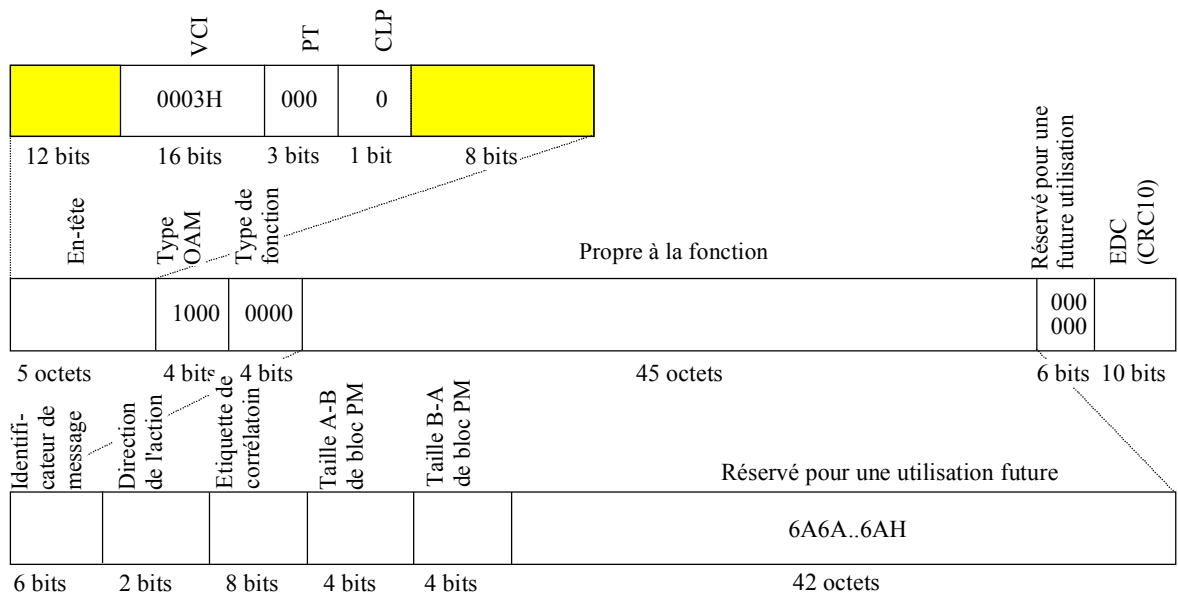 VCI
PT
CLP
0003H
000
0
12 bits
16 bits
3 bits
1 bit
8 bits
En-tête
Type
OAM
Type de
fonction
Propre à la fonction
Réservé pour une
future utilisation
EDC
(CRC10)
1000
0000
000
000
5 octets
4 bits
4 bits
45 octets
6 bits
10 bits
Identifi-
cateur de
message
Direction
de l'action
Etiquette de
corrélatoin
Taille A-B
de bloc PM
Taille B-A
de bloc PM
Réservé pour une utilisation future
6A6A..6AH
6 bits
2 bits
8 bits
4 bits
4 bits
42 octets